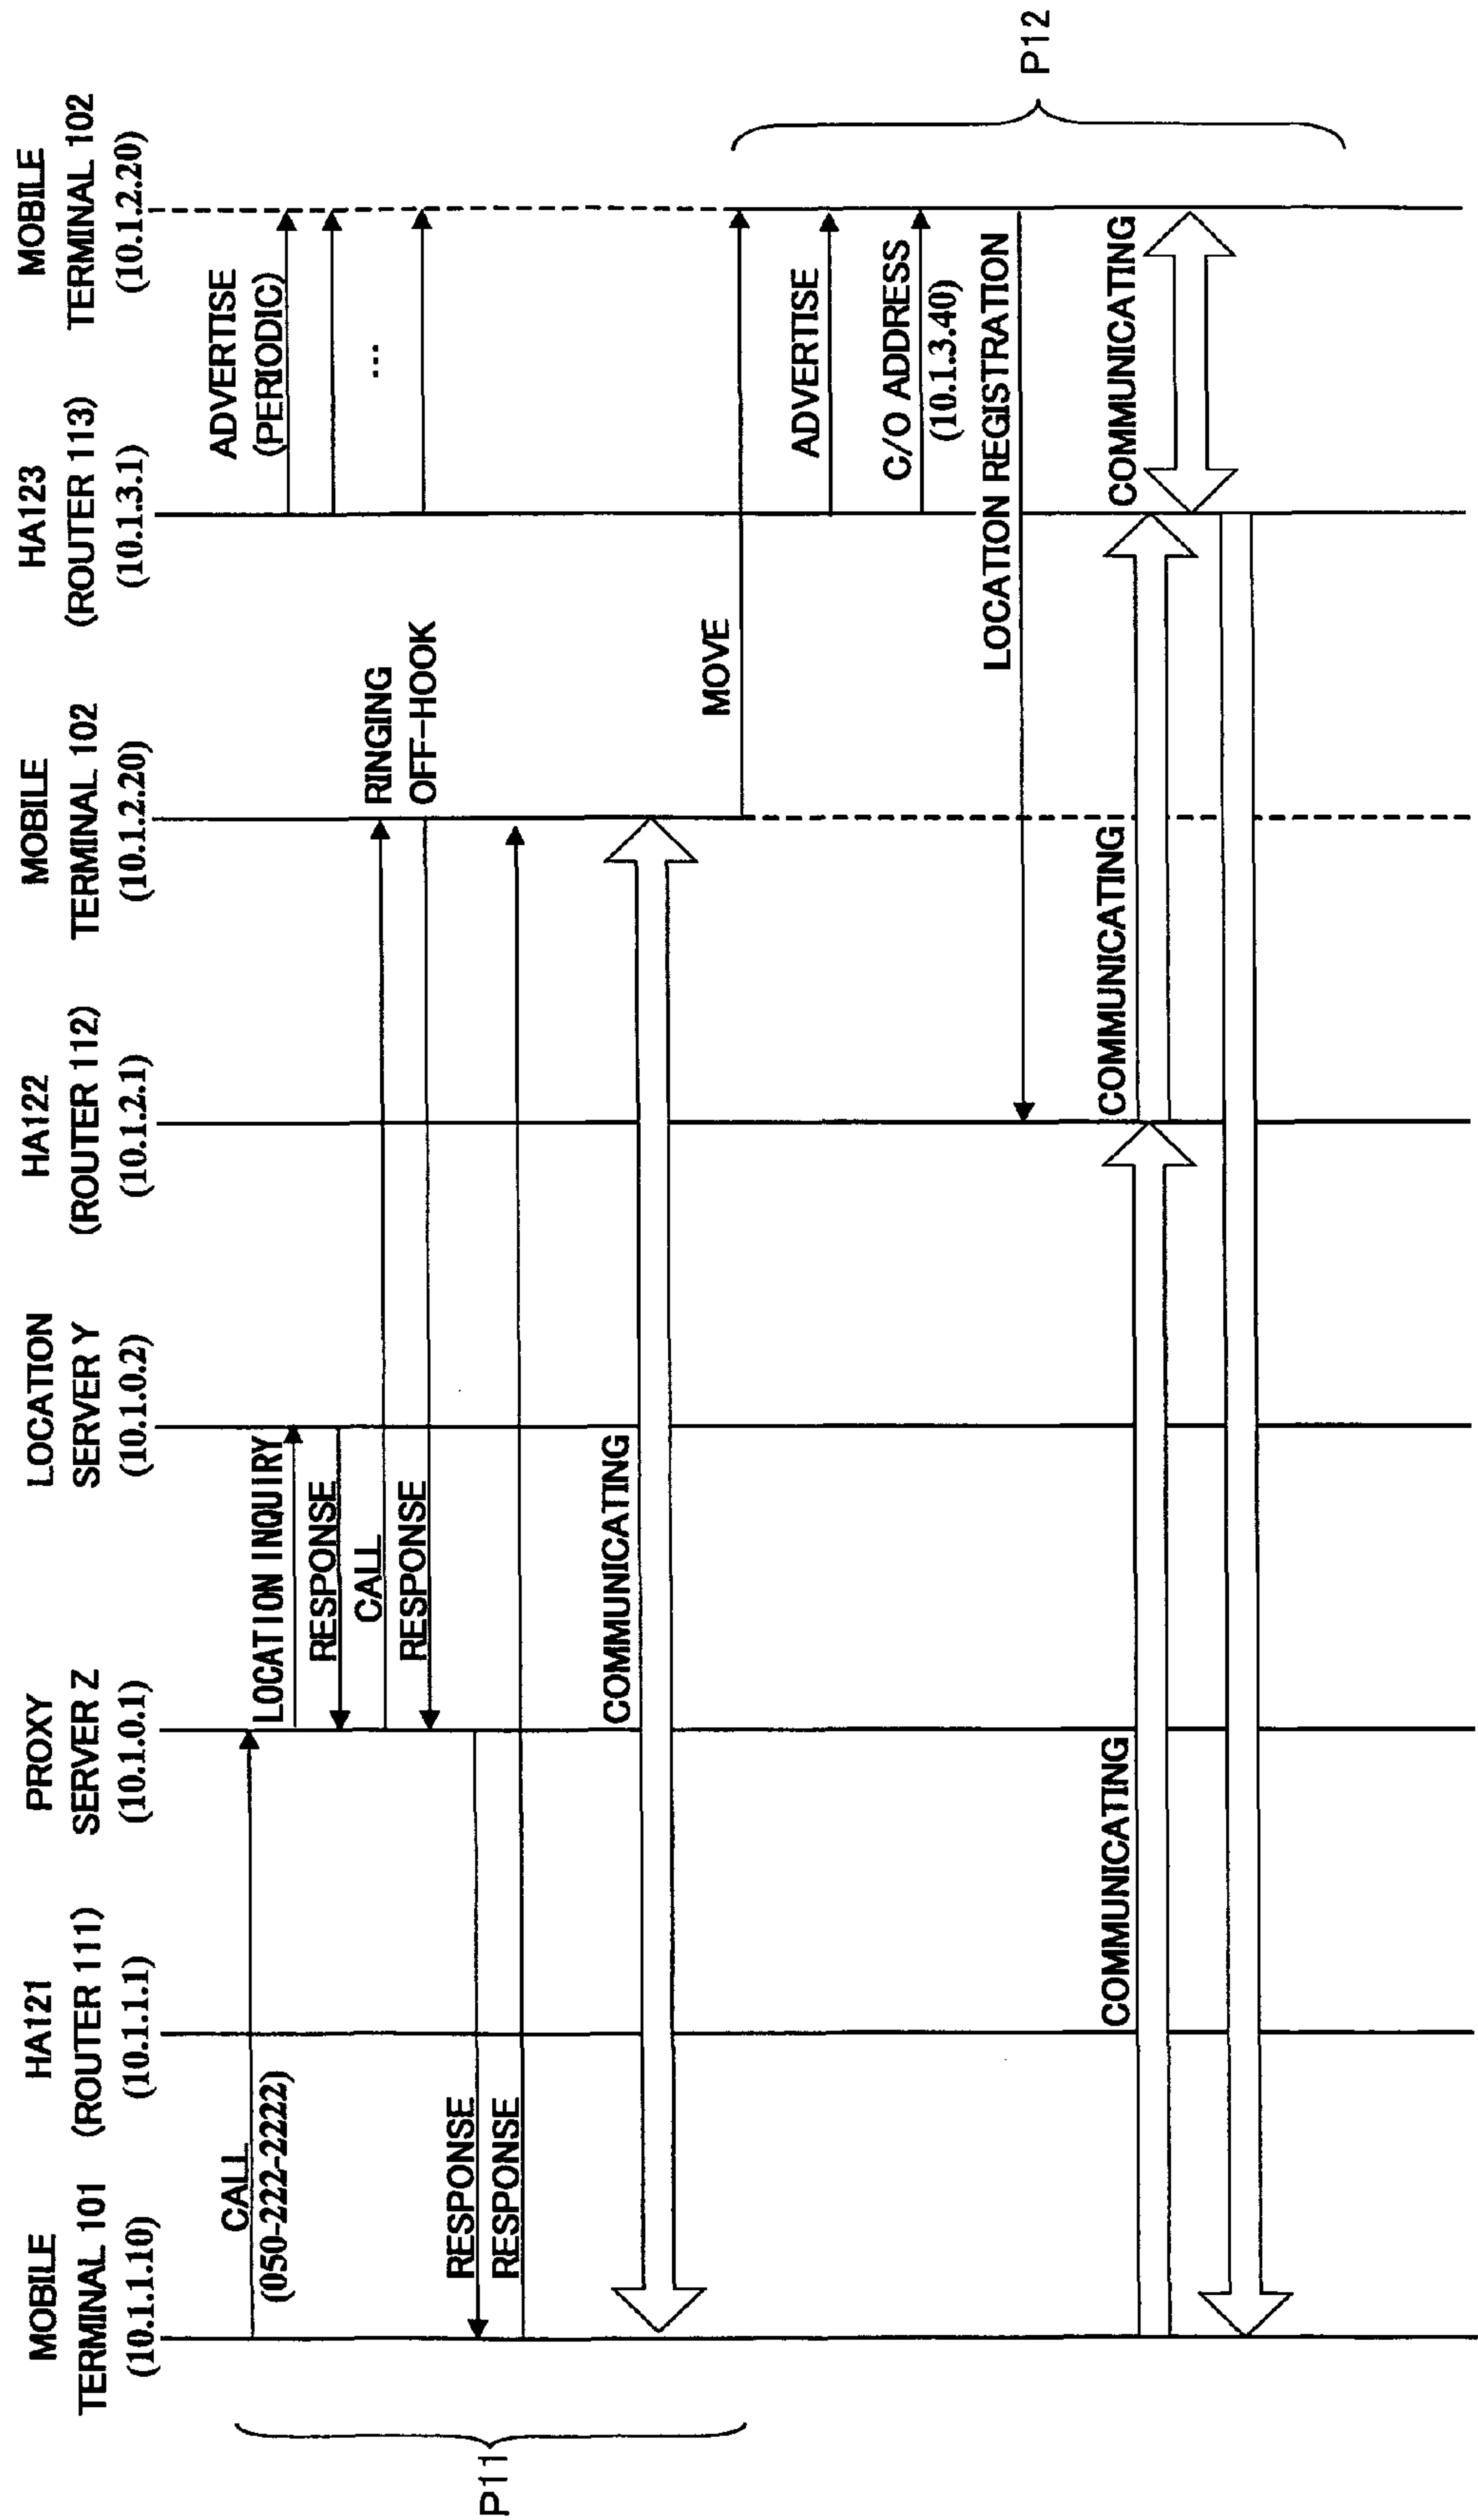 MOBILE
TERMINAL 101
(10.1.1.10)
HA121
(ROUTER 111)
(10.1.1.1)
PROXY
SERVER Z
(10.1.0.1)
LOCATION
SERVER Y
(10.1.0.2)
HA122
(ROUTER 112)
(10.1.2.1)
MOBILE
TERMINAL 102
(10.1.2.20)
HA123
(ROUTER 113)
(10.1.3.1)
MOBILE
TERMINAL 102
(10.1.2.20)
P11
CALL
(050-222-2222)
LOCATION INQUIRY
RESPONSE
CALL
RESPONSE
RINGING
OFF-HOOK
ADVERTISE
(PERIODIC)
...
RESPONSE
RESPONSE
COMMUNICATING
MOVE
ADVERTISE
C/O ADDRESS
(10.1.3.40)
LOCATION REGISTRATION
COMMUNICATING
COMMUNICATING
COMMUNICATING
P12